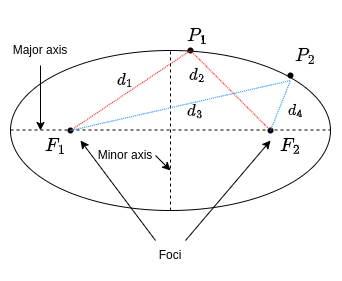 P₁
Major axis
P₂
d₁
d₂
d₃
d₄
F₁
F₂
Minor axis
Foci